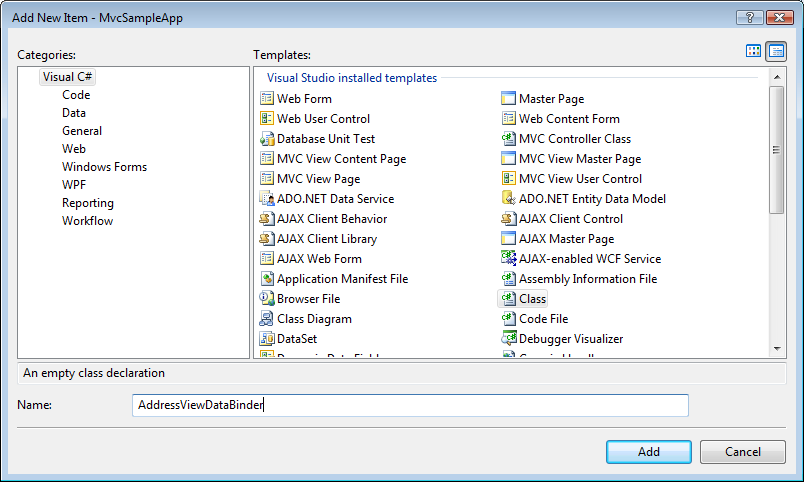 Add New Item - MvcSampleApp
Categories: Templates:
Visual C#
Code
Data
General
Web
Windows Forms
WPF
Reporting
Workflow
Visual Studio installed templates
Web Form Master Page
Web User Control Web Content Form
Database Unit Test MVC Controller Class
MVC View Content Page MVC View Master Page
MVC View Page MVC View User Control
ADO.NET Data Service ADO.NET Entity Data Model
AJAX Client Behavior AJAX Client Control
AJAX Client Library AJAX Master Page
AJAX Web Form AJAX-enabled WCF Service
Application Manifest File Assembly Information File
Browser File Class
Class Diagram Code File
DataSet Debugger Visualizer
An empty class declaration
Name: AddressViewDataBinder
Add Cancel